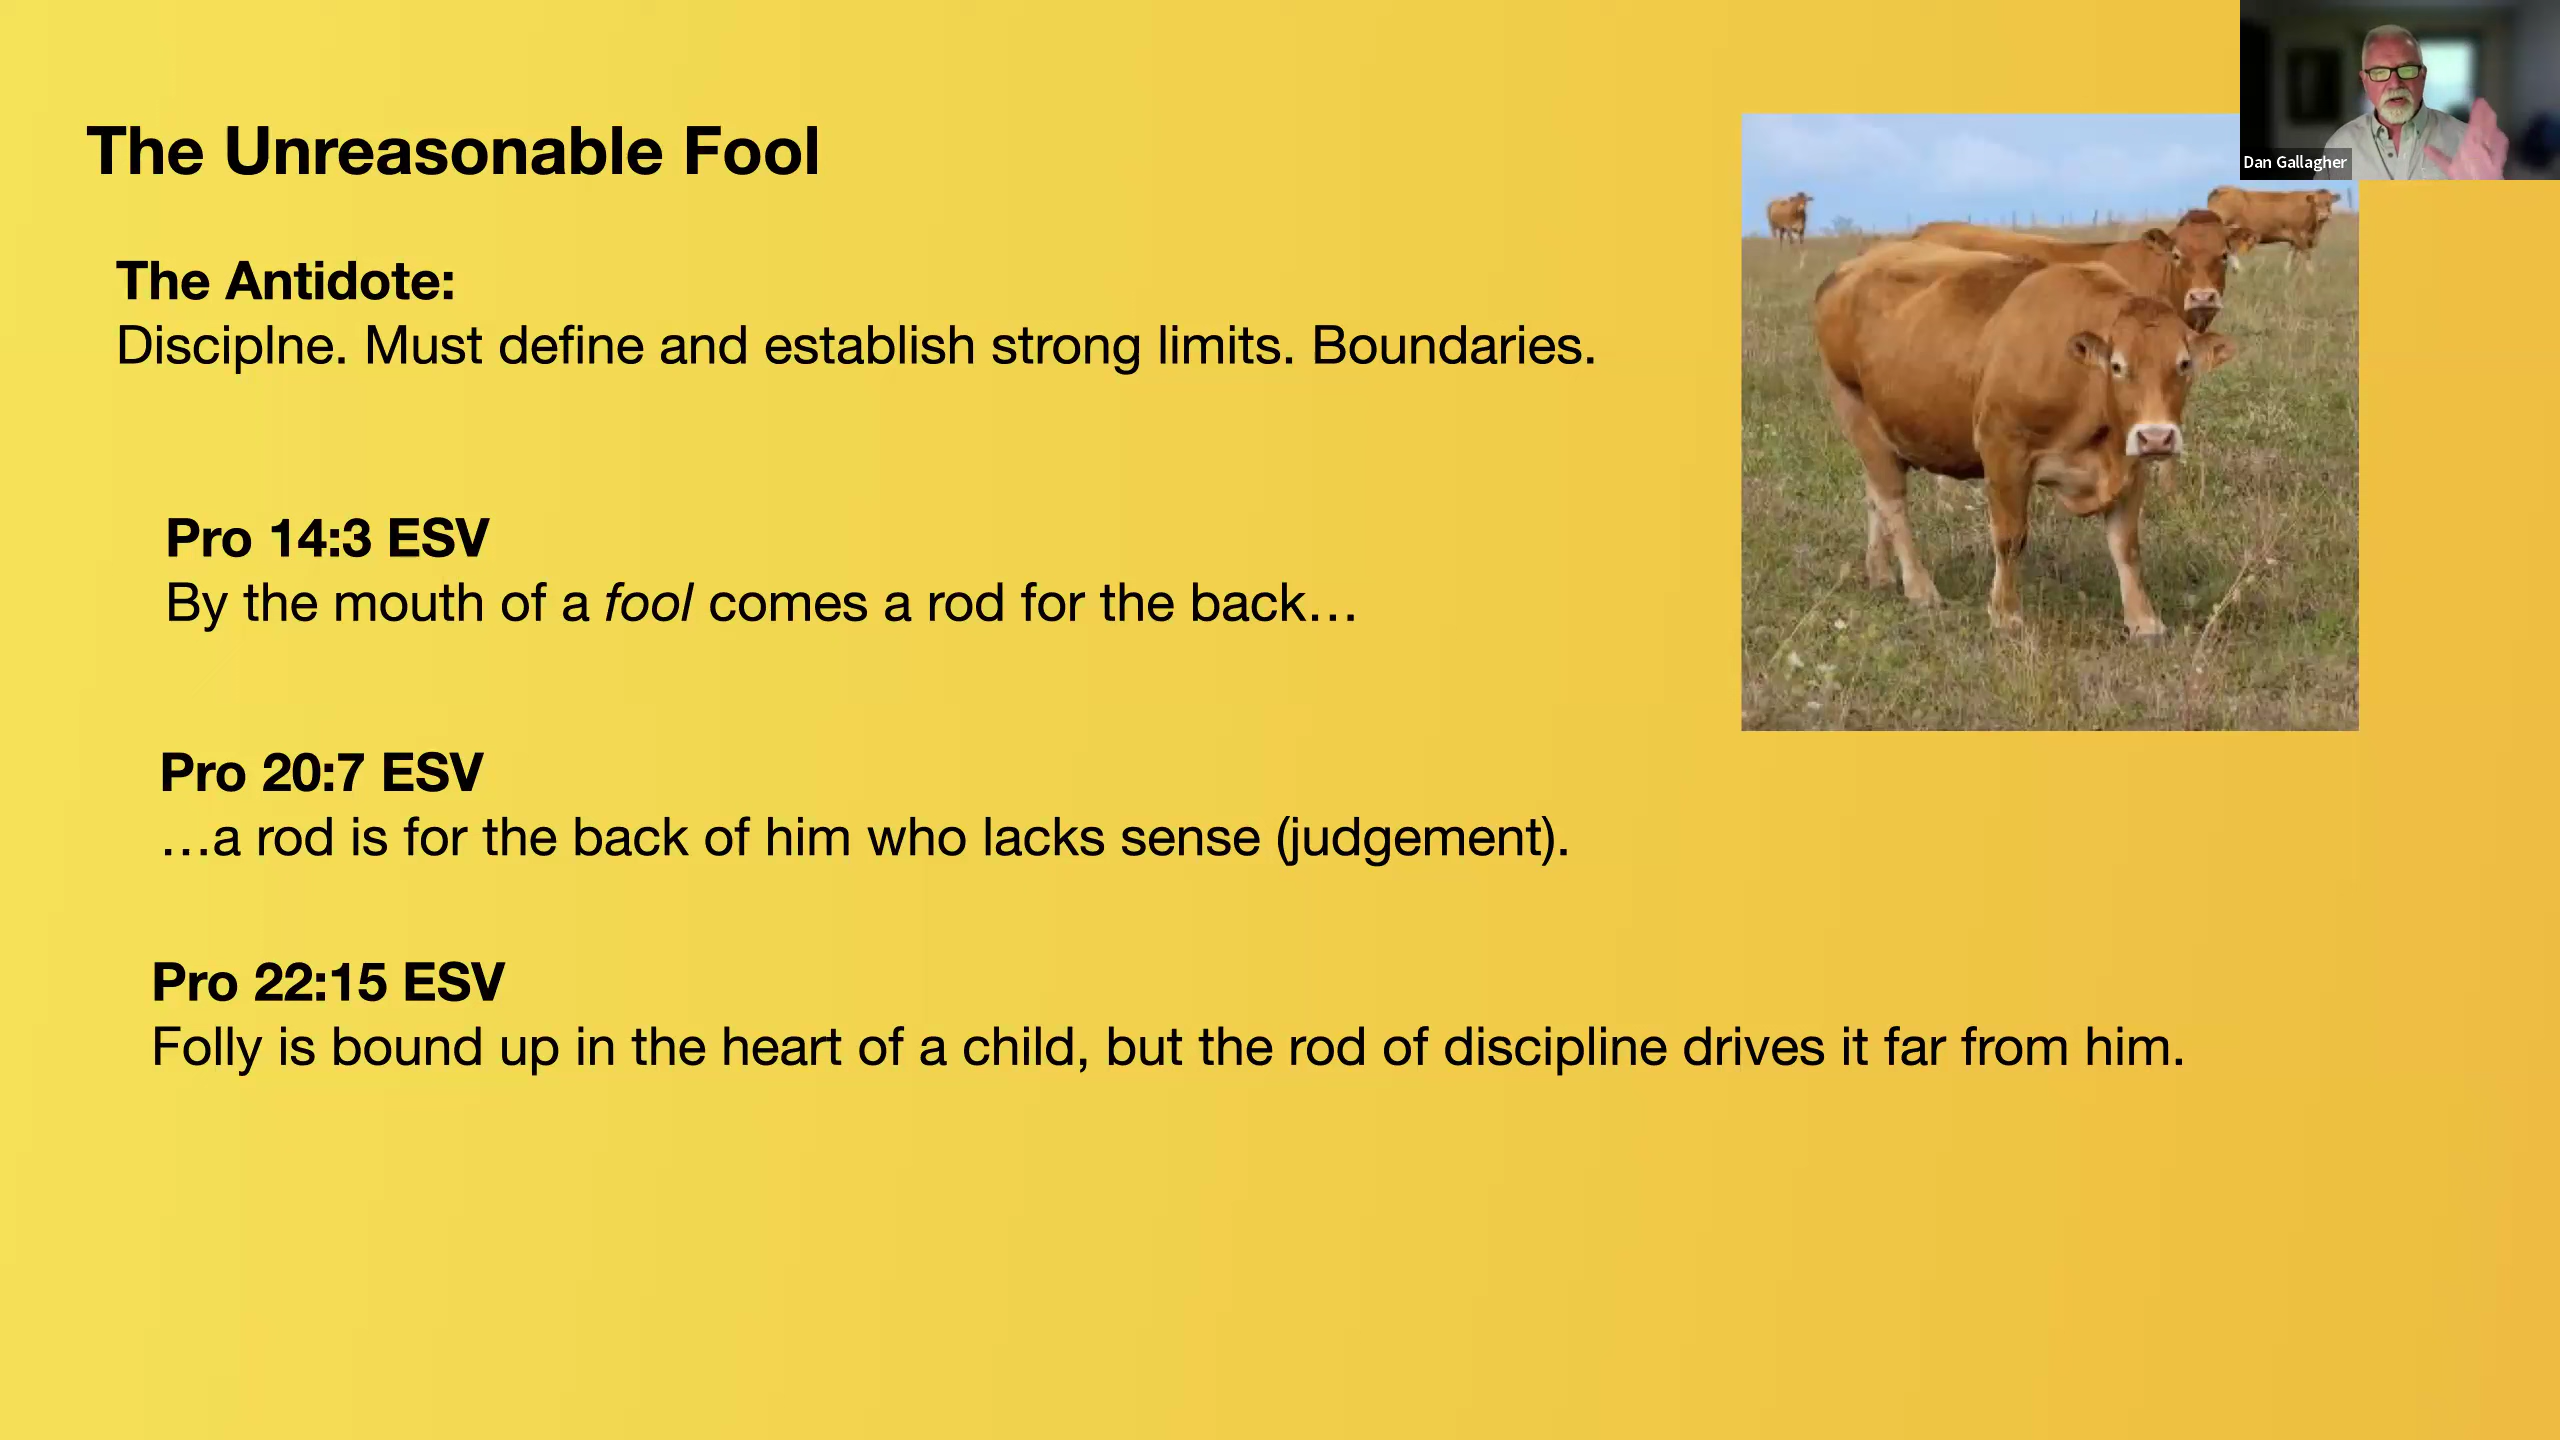 The Unreasonable Fool
The Antidote:
Disciplne. Must define and establish strong limits. Boundaries.
Pro 14:3 ESV
By the mouth of a fool comes a rod for the back…
Pro 20:7 ESV
…a rod is for the back of him who lacks sense (judgement).
Pro 22:15 ESV
Folly is bound up in the heart of a child, but the rod of discipline drives it far from him.
Dan Gallagher